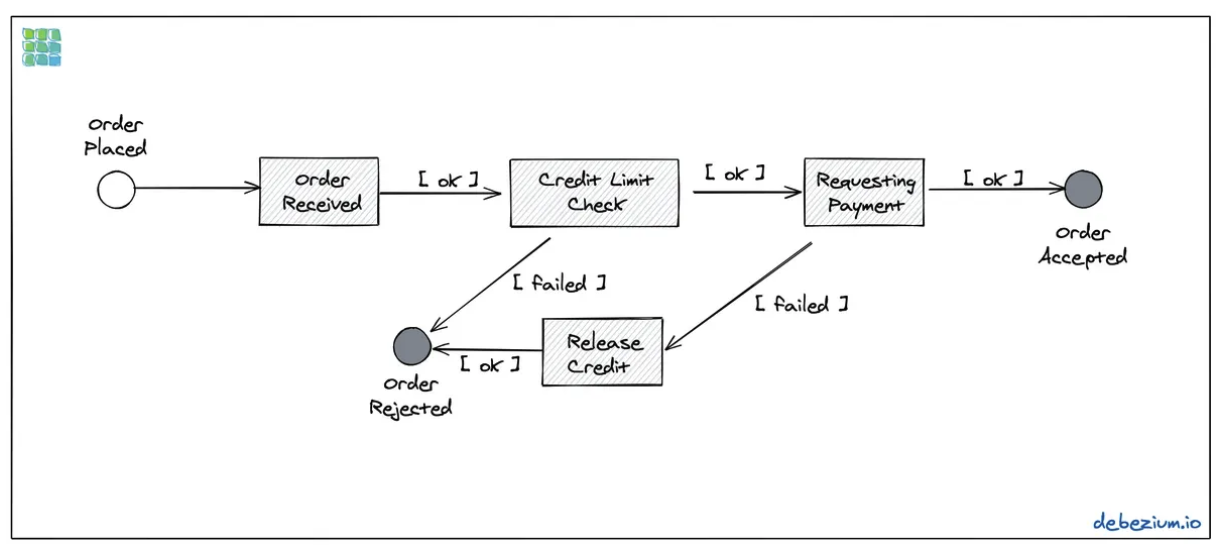 Order
Placed
Order
Received
[ ok ]
Credit Limit
Check
[ ok ]
Requesting
Payment
[ ok ]
Order
Accepted
[ failed ]
[ failed ]
Release
Credit
[ ok ]
Order
Rejected
debezium.io